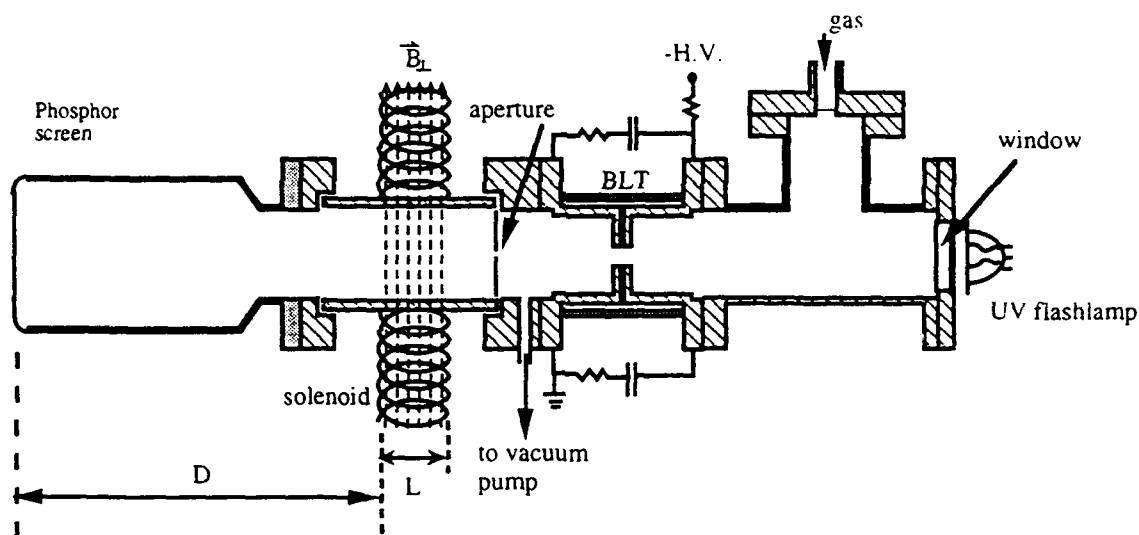 gas
B⊥
-H.V.
Phosphor
screen
aperture
window
BLT
UV flashlamp
solenoid
to vacuum
pump
D
L